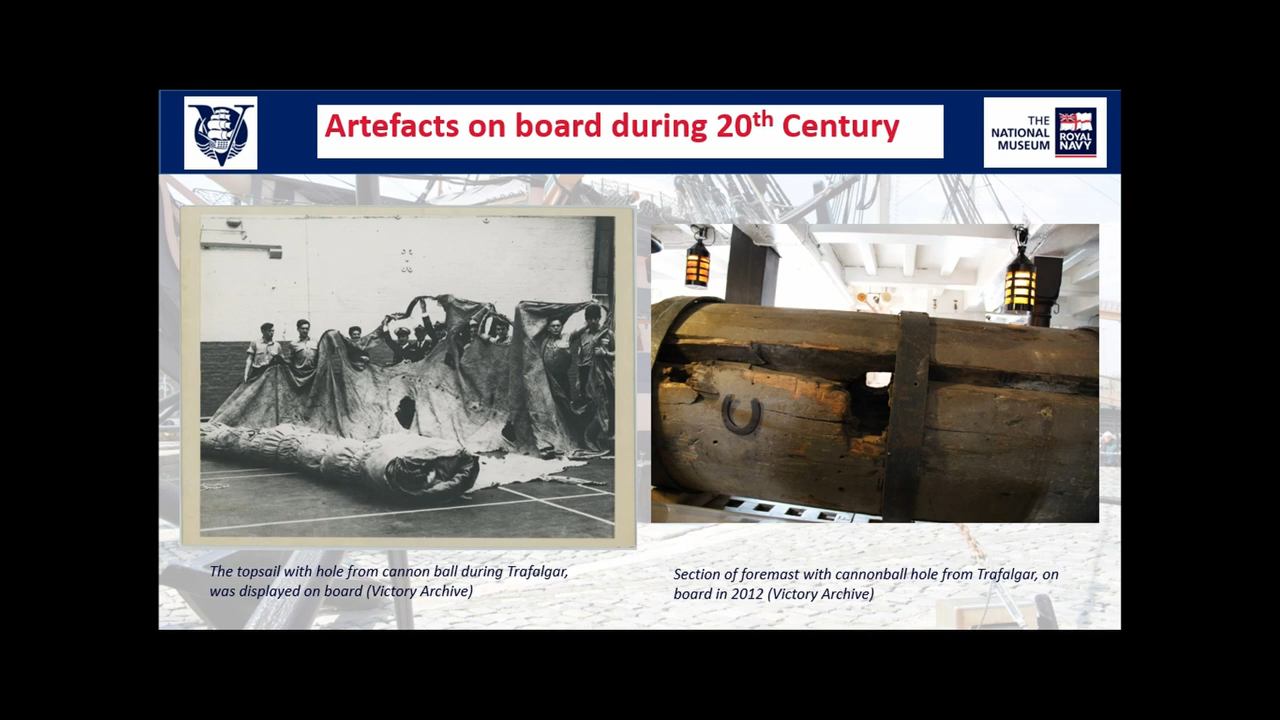 Artefacts on board during 20th Century
THE
NATIONAL
MUSEUM
ROYAL
NAVY
The topsail with hole from cannon ball during Trafalgar,
was displayed on board (Victory Archive)
Section of foremast with cannonball hole from Trafalgar, on
board in 2012 (Victory Archive)